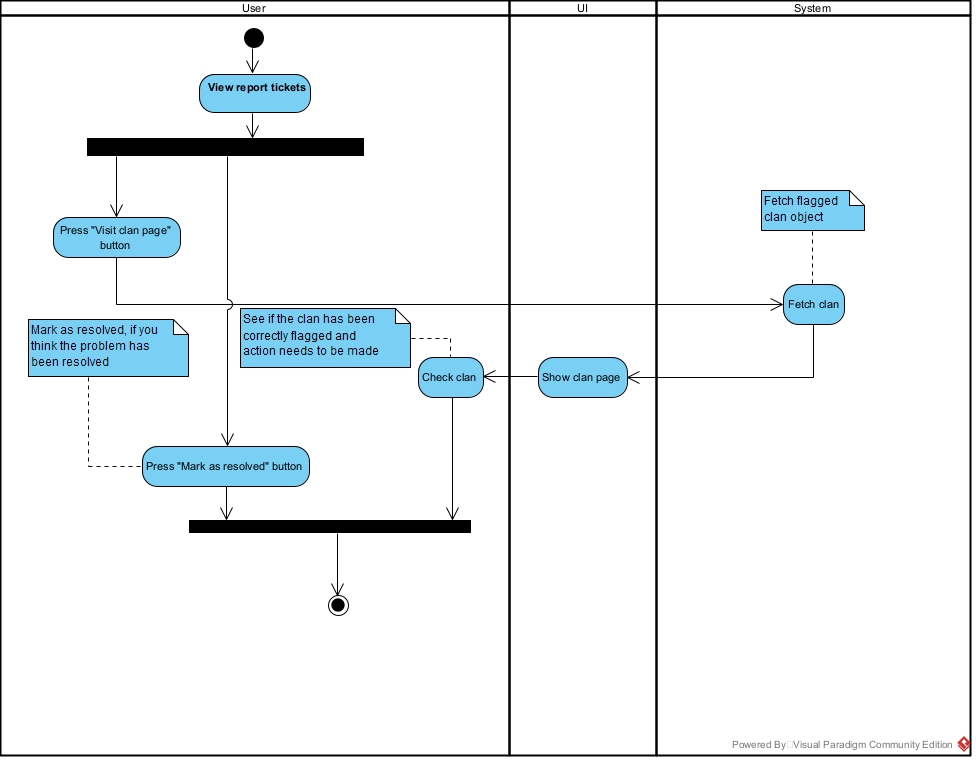 User
UI
System
View report tickets
Press "Visit clan page"
button
Fetch flagged
clan object
Fetch clan
Mark as resolved, if you
think the problem has
been resolved
See if the clan has been
correctly flagged and
action needs to be made
Check clan
Show clan page
Press "Mark as resolved" button
Powered By Visual Paradigm Community Edition